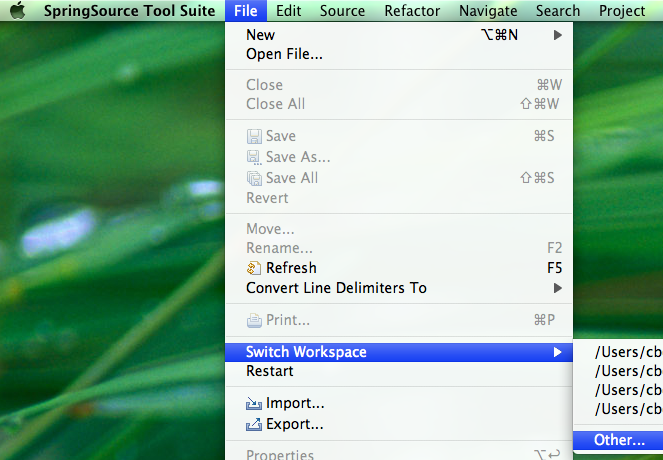 SpringSource Tool Suite File Edit Source Refactor Navigate Search Project
New ⌥⌘N ▶
Open File...
Close ⌘W
Close All ⇧⌘W
Save ⌘S
Save As...
Save All ⇧⌘S
Revert
Move...
Rename... F2
Refresh F5
Convert Line Delimiters To ▶
Print... ⌘P
Switch Workspace ▶
/Users/cb
Restart
/Users/cb
/Users/cb
Import...
/Users/cb
Export...
Other...
Properties ⌥↩